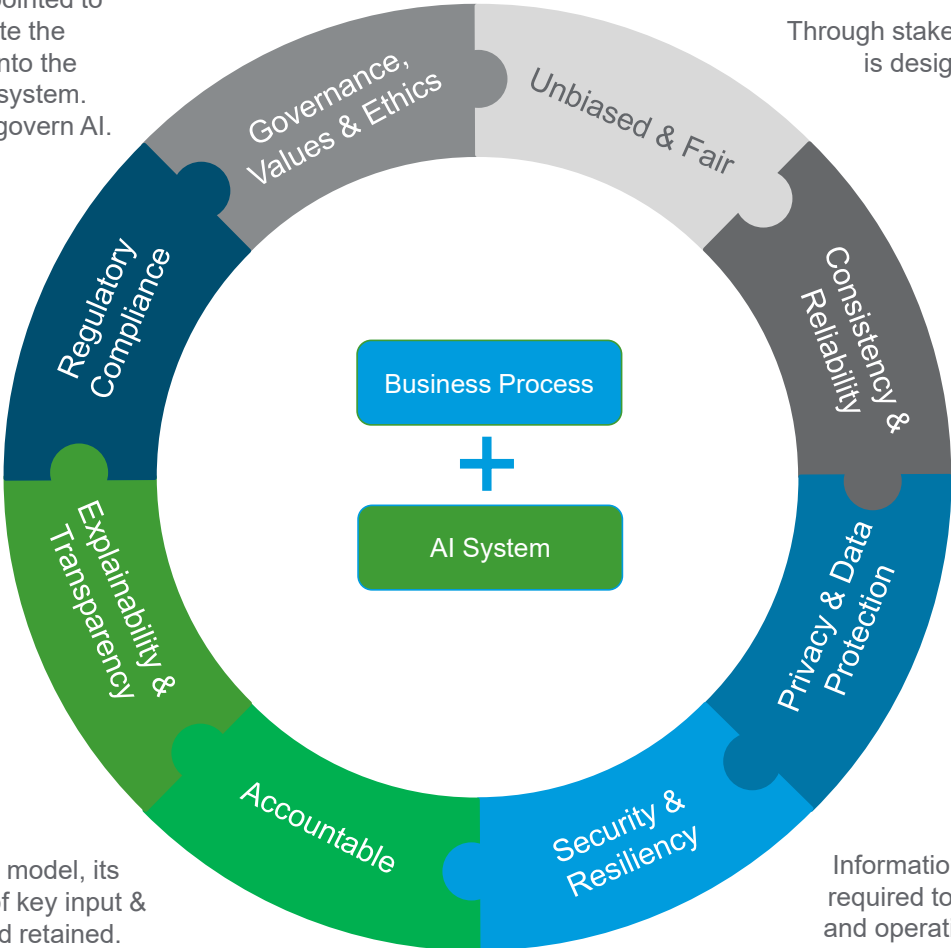 to
te the
nto the
system.
govern AI.
Through stake
is desig
Governance,
Values & Ethics
Unbiased & Fair
Consistency &
Reliability
Privacy & Data
Protection
Security &
Resiliency
Accountable
Explainability &
Transparency
Regulatory
Compliance
Business Process
+
AI System
model, its
of key input &
d retained.
Informatio
required to
and operat